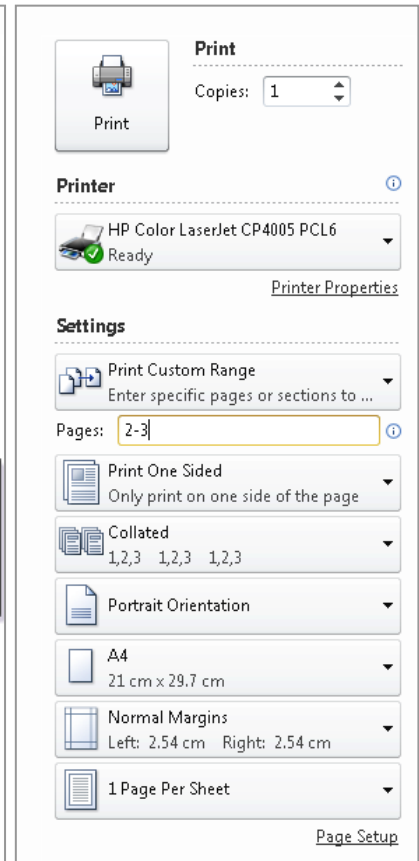 Print
Copies: 1
Print
Printer
HP Color LaserJet CP4005 PCL6
Ready
Printer Properties
Settings
Print Custom Range
Enter specific pages or sections to ...
Pages: 2-3
Print One Sided
Only print on one side of the page
Collated
1,2,3 1,2,3 1,2,3
Portrait Orientation
A4
21 cm x 29.7 cm
Normal Margins
Left: 2.54 cm Right: 2.54 cm
1 Page Per Sheet
Page Setup